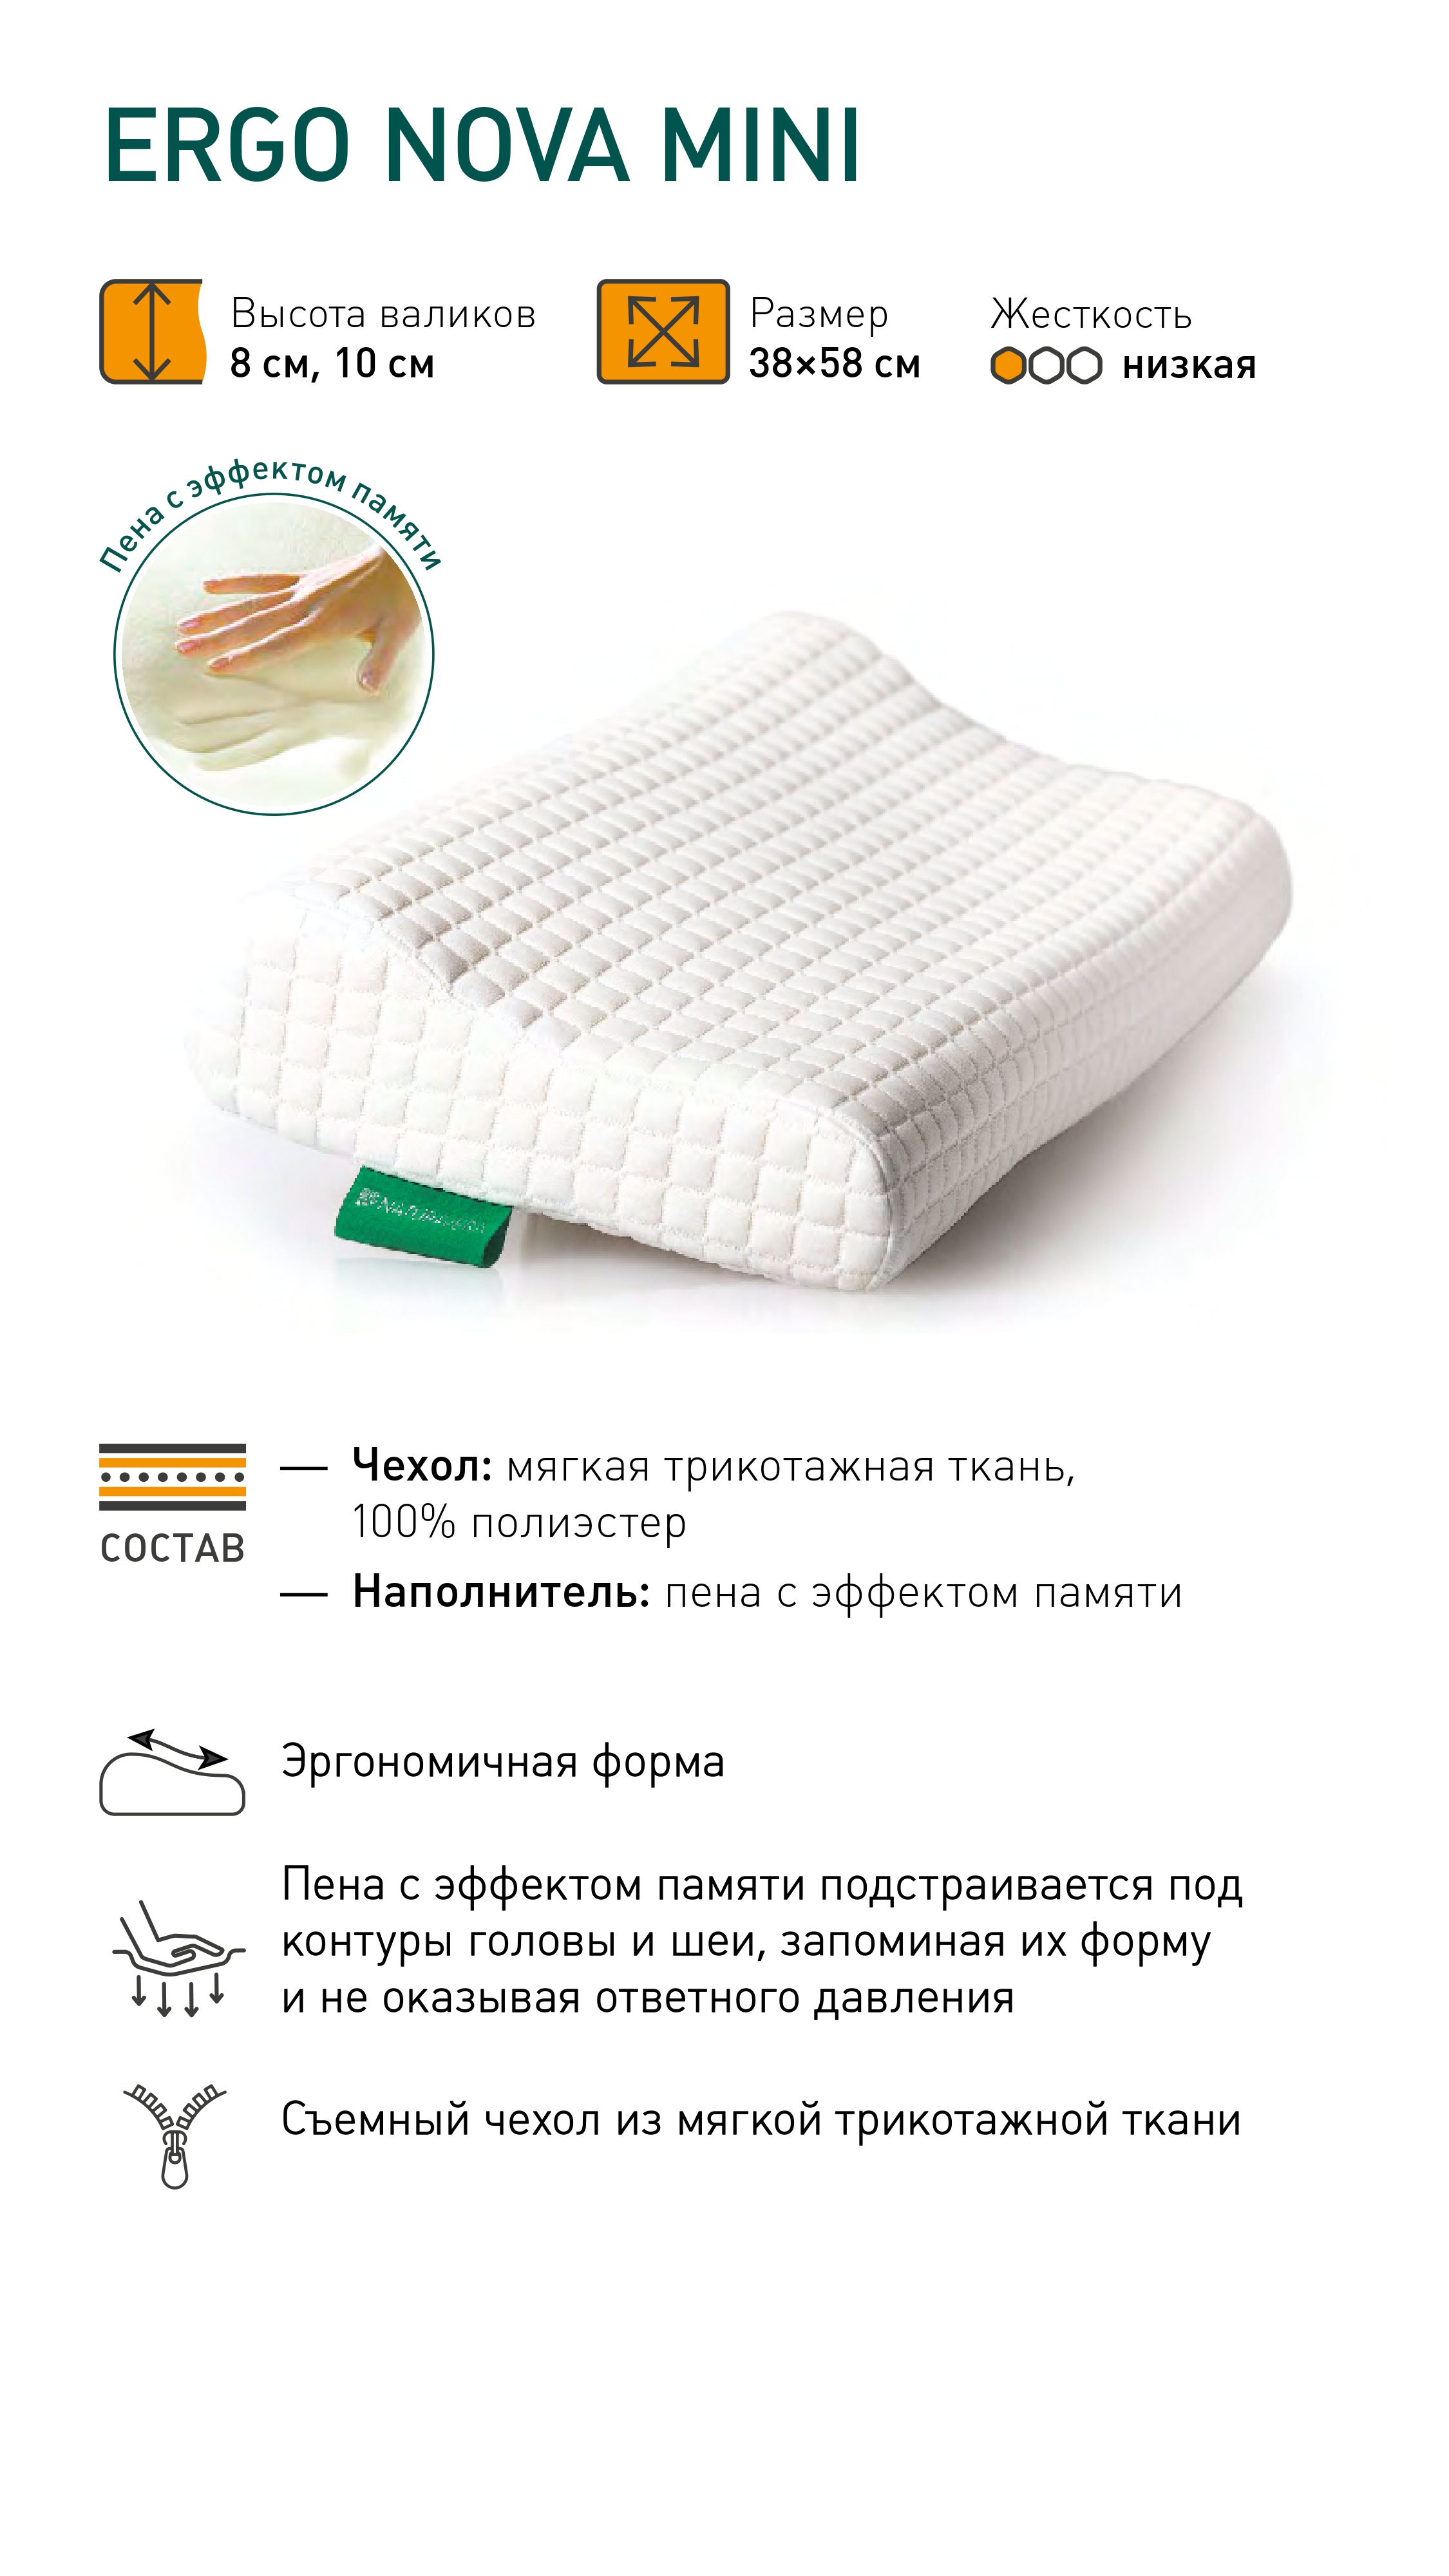 ERGO NOVA MINI
Высота валиков
8 см, 10 см
Размер
38×58 см
Жесткость
низкая
Пена с эффектом памяти
NATURA VERA
СОСТАВ
— Чехол: мягкая трикотажная ткань,
100% полиэстер
— Наполнитель: пена с эффектом памяти
Эргономичная форма
Пена с эффектом памяти подстраивается под
контуры головы и шеи, запоминая их форму
и не оказывая ответного давления
Съемный чехол из мягкой трикотажной ткани